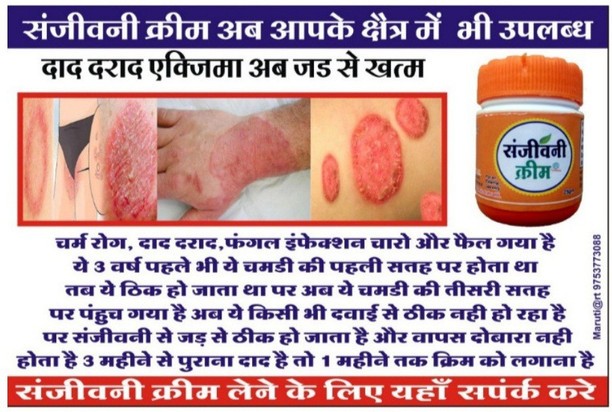 संजीवनी क्रीम अब आपके क्षैत्र में भी उपलब्ध
दाद दराद एक्जिमा अब जड से खत्म
संजीवनी
क्रीम
चर्म रोग, दाद दराद,फंगल इंफेक्शन चारो और फैल गया है
ये 3 वर्ष पहले भी ये चमडी की पहली सतह पर होता था
तब ये ठिक हो जाता था पर अब ये चमडी की तीसरी सतह
पर पंहुच गया है अब ये किसी भी दवाई से ठीक नही हो रहा है
पर संजीवनी से जड़ से ठीक हो जाता है और वापस दोबारा नही
होता है 3 महीने से पुराना दाद है तो 1 महीने तक क्रिम को लगाना है
Maruti@rt 9753773088
संजीवनी क्रीम लेने के लिए यहाँ सपंर्क करे